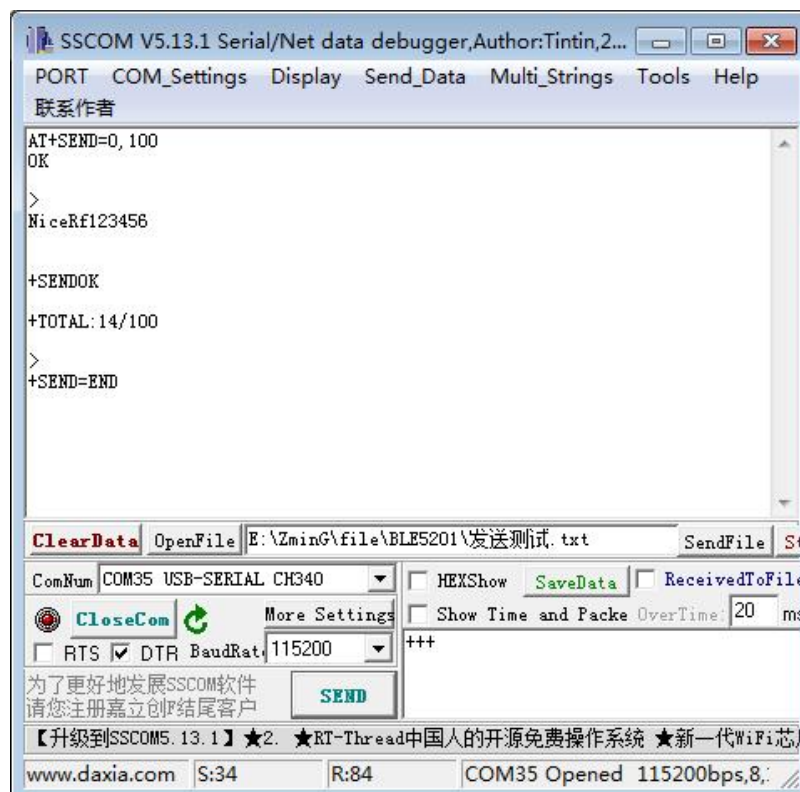 SSCOM V5.13.1 Serial/Net data debugger,Author:Tintin,2...
PORT COM_Settings Display Send_Data Multi_Strings Tools Help
联系作者
AT+SEND=0,100
OK
>
NiceRf123456
+SENDOK
+TOTAL:14/100
>
+SEND=END
ClearData OpenFile E:\ZminG\file\BLE5201\发送测试.txt SendFile St
ComNum COM35 USB-SERIAL CH340 HEXShow SaveData ReceivedToFile
CloseCom More Settings Show Time and Packe OverTime: 20 ms
RTS DTR BaudRat 115200 +++
为了更好地发展SSCOM软件
请您注册嘉立创F结尾客户 SEND
【升级到SSCOM5.13.1】★2. ★RT-Thread中国人的开源免费操作系统 ★新一代WiFi芯
www.daxia.com S:34 R:84 COM35 Opened 115200bps,8,